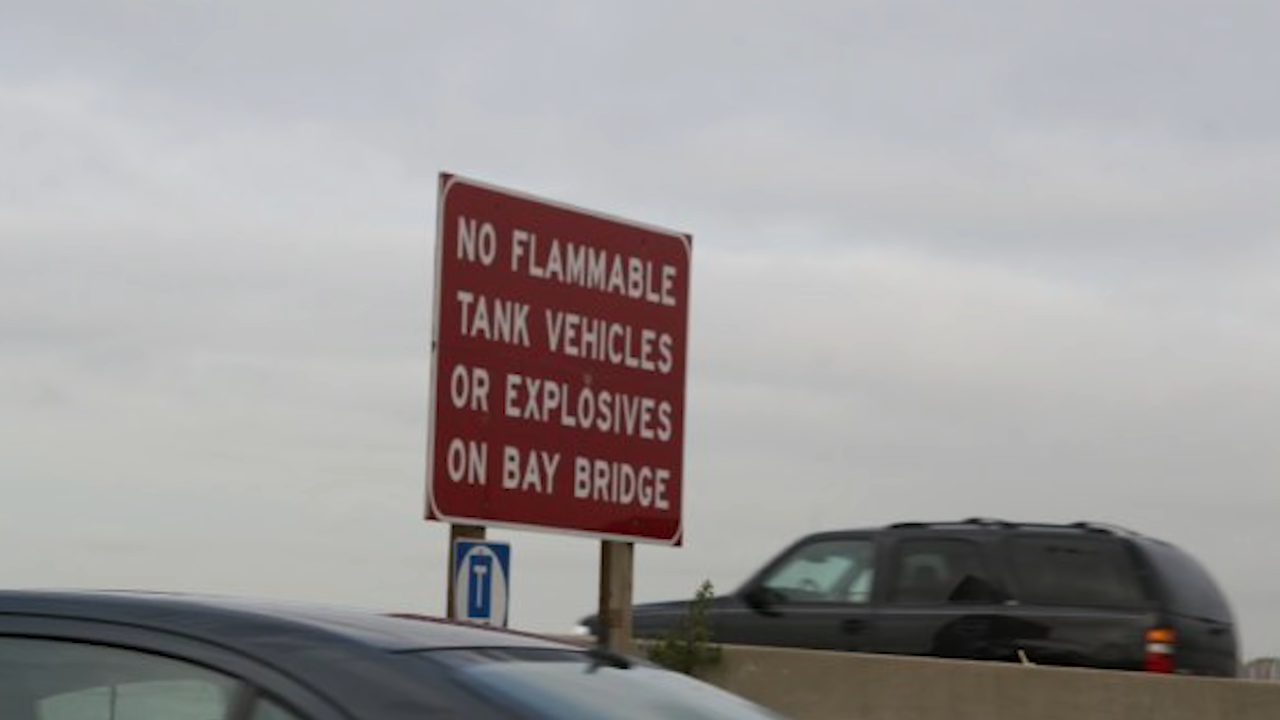 NO FLAMMABLE
TANK VEHICLES
OR EXPLOSIVES
ON BAY BRIDGE
T